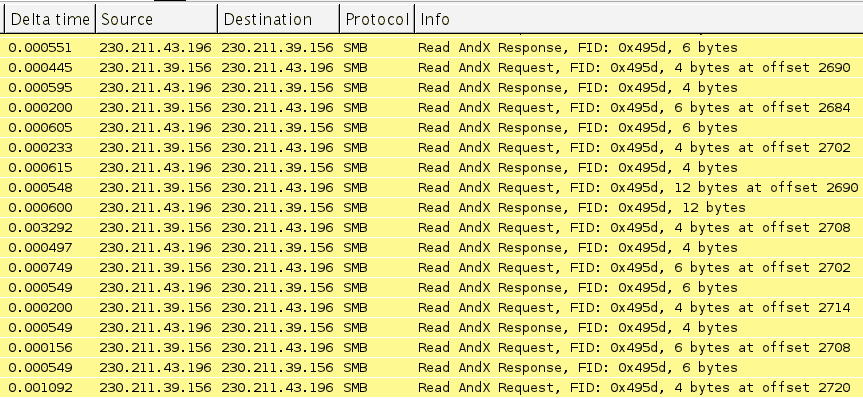 Delta time Source Destination Protocol Info
0.000551 230.211.43.196 230.211.39.156 SMB Read AndX Response, FID: 0x495d, 6 bytes
0.000445 230.211.39.156 230.211.43.196 SMB Read AndX Request, FID: 0x495d, 4 bytes at offset 2690
0.000595 230.211.43.196 230.211.39.156 SMB Read AndX Response, FID: 0x495d, 4 bytes
0.000200 230.211.39.156 230.211.43.196 SMB Read AndX Request, FID: 0x495d, 6 bytes at offset 2684
0.000605 230.211.43.196 230.211.39.156 SMB Read AndX Response, FID: 0x495d, 6 bytes
0.000233 230.211.39.156 230.211.43.196 SMB Read AndX Request, FID: 0x495d, 4 bytes at offset 2702
0.000615 230.211.43.196 230.211.39.156 SMB Read AndX Response, FID: 0x495d, 4 bytes
0.000548 230.211.39.156 230.211.43.196 SMB Read AndX Request, FID: 0x495d, 12 bytes at offset 2690
0.000600 230.211.43.196 230.211.39.156 SMB Read AndX Response, FID: 0x495d, 12 bytes
0.003292 230.211.39.156 230.211.43.196 SMB Read AndX Request, FID: 0x495d, 4 bytes at offset 2708
0.000497 230.211.43.196 230.211.39.156 SMB Read AndX Response, FID: 0x495d, 4 bytes
0.000749 230.211.39.156 230.211.43.196 SMB Read AndX Request, FID: 0x495d, 6 bytes at offset 2702
0.000549 230.211.43.196 230.211.39.156 SMB Read AndX Response, FID: 0x495d, 6 bytes
0.000200 230.211.39.156 230.211.43.196 SMB Read AndX Request, FID: 0x495d, 4 bytes at offset 2714
0.000549 230.211.43.196 230.211.39.156 SMB Read AndX Response, FID: 0x495d, 4 bytes
0.000156 230.211.39.156 230.211.43.196 SMB Read AndX Request, FID: 0x495d, 6 bytes at offset 2708
0.000549 230.211.43.196 230.211.39.156 SMB Read AndX Response, FID: 0x495d, 6 bytes
0.001092 230.211.39.156 230.211.43.196 SMB Read AndX Request, FID: 0x495d, 4 bytes at offset 2720